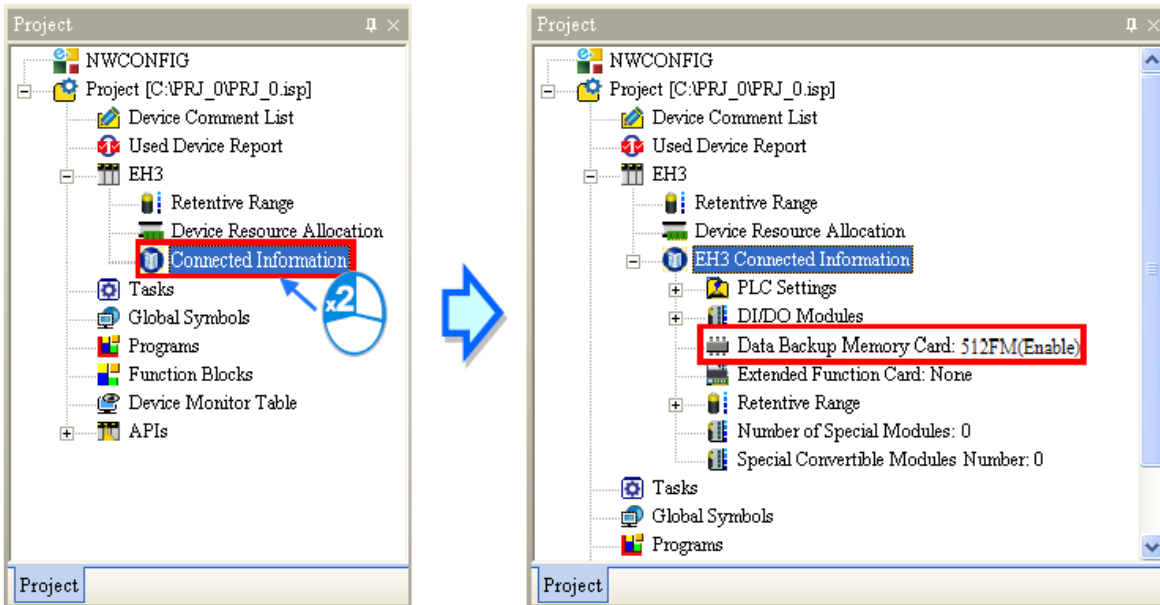 Project
NWCONFIG
Project [C:\PRJ_0\PRJ_0.isp]
Device Comment List
Used Device Report
EH3
Retentive Range
Device Resource Allocation
Connected Information
x2
Tasks
Global Symbols
Programs
Function Blocks
Device Monitor Table
APIs
Project
Project
NWCONFIG
Project [C:\PRJ_0\PRJ_0.isp]
Device Comment List
Used Device Report
EH3
Retentive Range
Device Resource Allocation
EH3 Connected Information
PLC Settings
DI/DO Modules
Data Backup Memory Card: 512FM(Enable)
Extended Function Card: None
Retentive Range
Number of Special Modules: 0
Special Convertible Modules Number: 0
Tasks
Global Symbols
Programs
Project